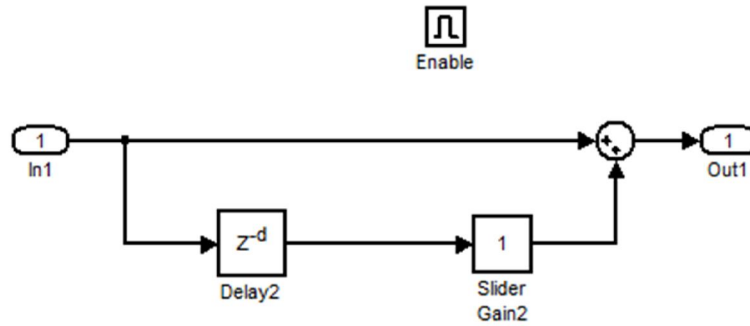 Enable
1
In1
1
Out1
Z-d
Delay2
1
Slider
Gain2